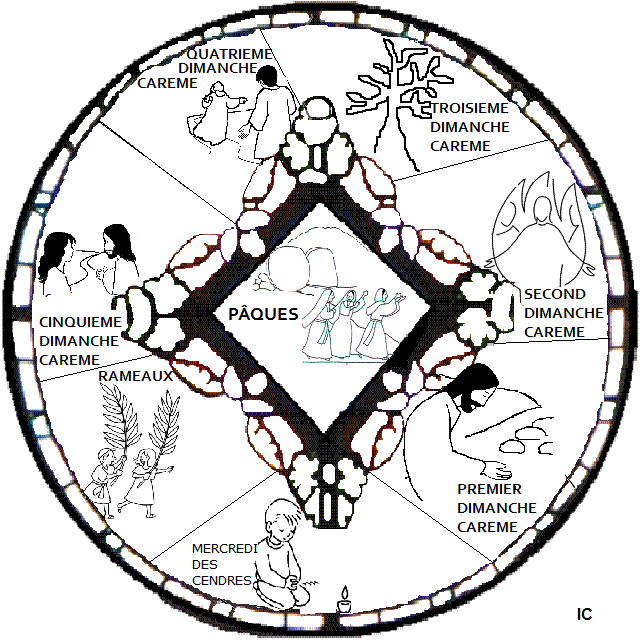 QUATRIEME
DIMANCHE
CAREME
TROISIEME
DIMANCHE
CAREME
SECOND
DIMANCHE
CAREME
PÂQUES
CINQUIEME
DIMANCHE
CAREME
RAMEAUX
PREMIER
DIMANCHE
CAREME
MERCREDI
DES
CENDRES
IC